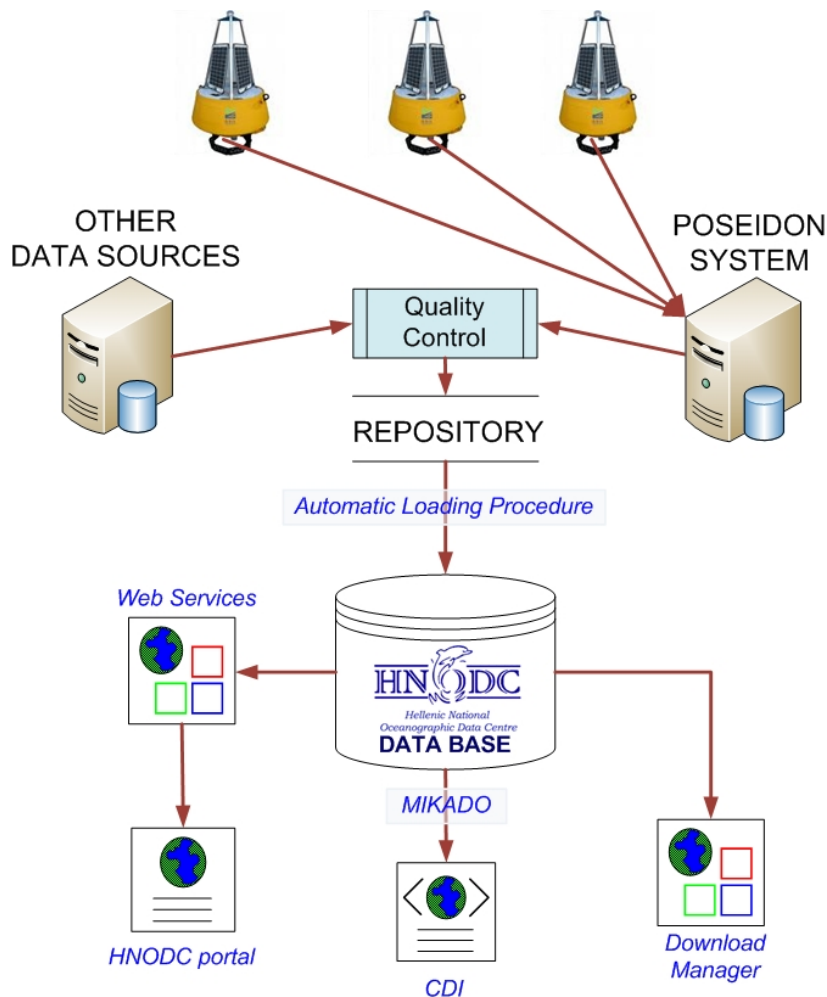 OTHER
DATA SOURCES
POSEIDON
SYSTEM
Quality
Control
REPOSITORY
Automatic Loading Procedure
Web Services
HNODC
Hellenic National
Oceanographic Data Centre
DATA BASE
MIKADO
HNODC portal
CDI
Download
Manager